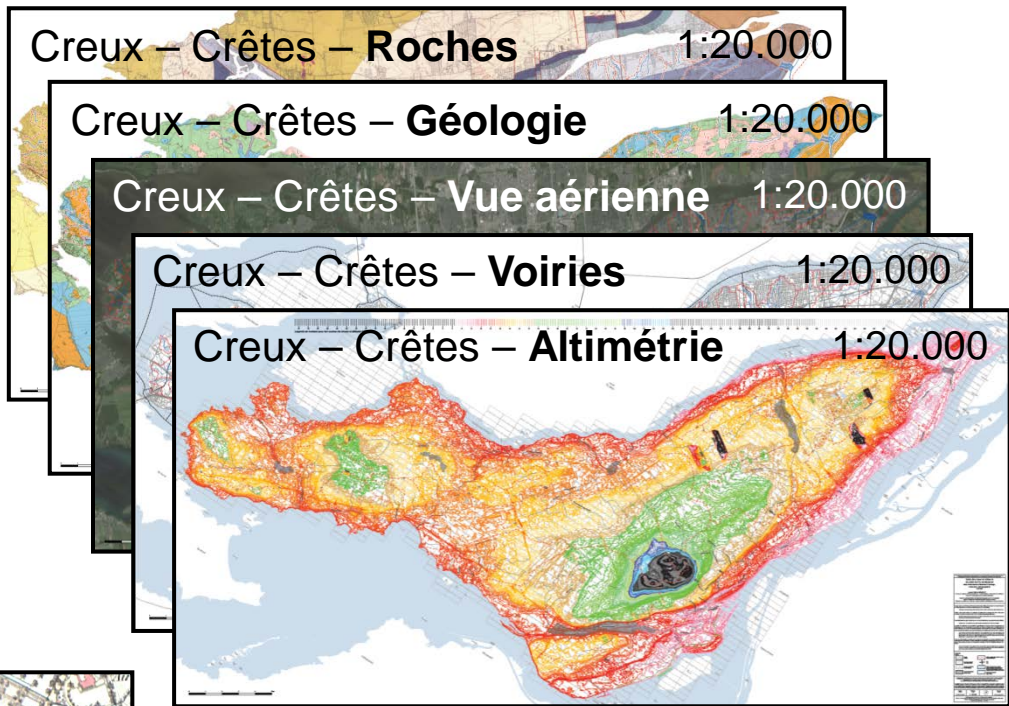 Creux – Crêtes – Roches 1:20.000
Creux – Crêtes – Géologie 1:20.000
Creux – Crêtes – Vue aérienne 1:20.000
Creux – Crêtes – Voiries 1:20.000
Creux – Crêtes – Altimétrie 1:20.000